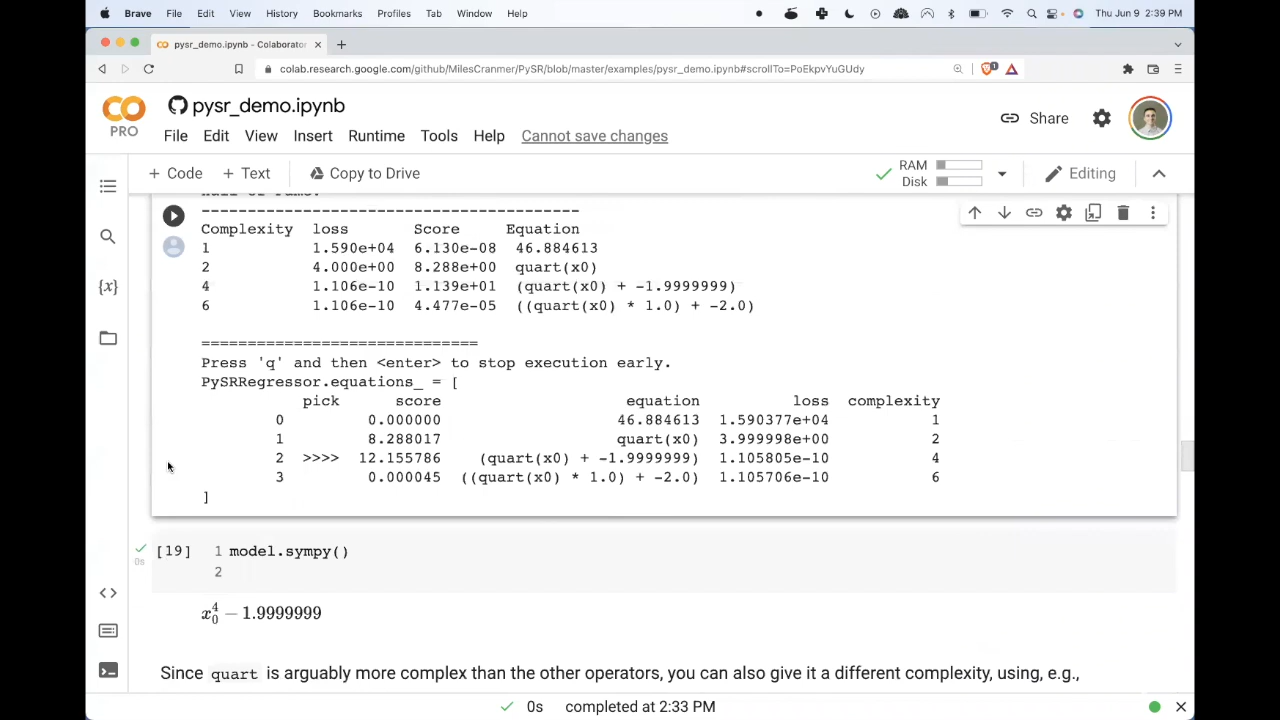 Brave File Edit View History Bookmarks Profiles Tab Window Help Thu Jun 9 2:39 PM
pysr_demo.ipynb - Colaborator
colab.research.google.com/github/MilesCranmer/PySR/blob/master/examples/pysr_demo.ipynb#scrollTo=PoEkpvYuGUdy
CO PRO
pysr_demo.ipynb
Share
File Edit View Insert Runtime Tools Help Cannot save changes
+ Code + Text Copy to Drive RAM Disk Editing
----------------------------------------
Complexity loss Score Equation
1 1.590e+04 6.130e-08 46.884613
2 4.000e+00 8.288e+00 quart(x0)
4 1.106e-10 1.139e+01 (quart(x0) + -1.9999999)
6 1.106e-10 4.477e-05 ((quart(x0) * 1.0) + -2.0)
==============================
Press 'q' and then <enter> to stop execution early.
PySRRegressor.equations_ = [
pick score equation loss complexity
0 0.000000 46.884613 1.590377e+04 1
1 8.288017 quart(x0) 3.999998e+00 2
2 >>>> 12.155786 (quart(x0) + -1.9999999) 1.105805e-10 4
3 0.000045 ((quart(x0) * 1.0) + -2.0) 1.105706e-10 6
]
[19] 1 model.sympy()
0s 2
x₀⁴ − 1.9999999
Since quart is arguably more complex than the other operators, you can also give it a different complexity, using, e.g.,
0s completed at 2:33 PM